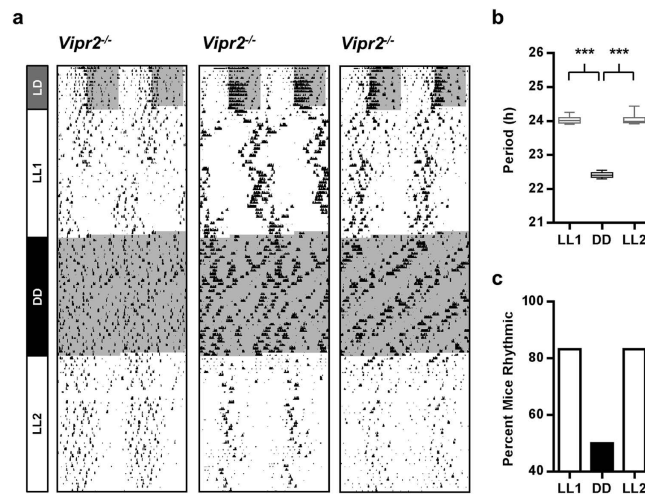 a
Vipr2-/-
Vipr2-/-
Vipr2-/-
LD
LL1
DD
LL2
b
Period (h)
26
25
24
23
22
21
*** ***
LL1 DD LL2
c
Percent Mice Rhythmic
100
80
60
40
LL1 DD LL2